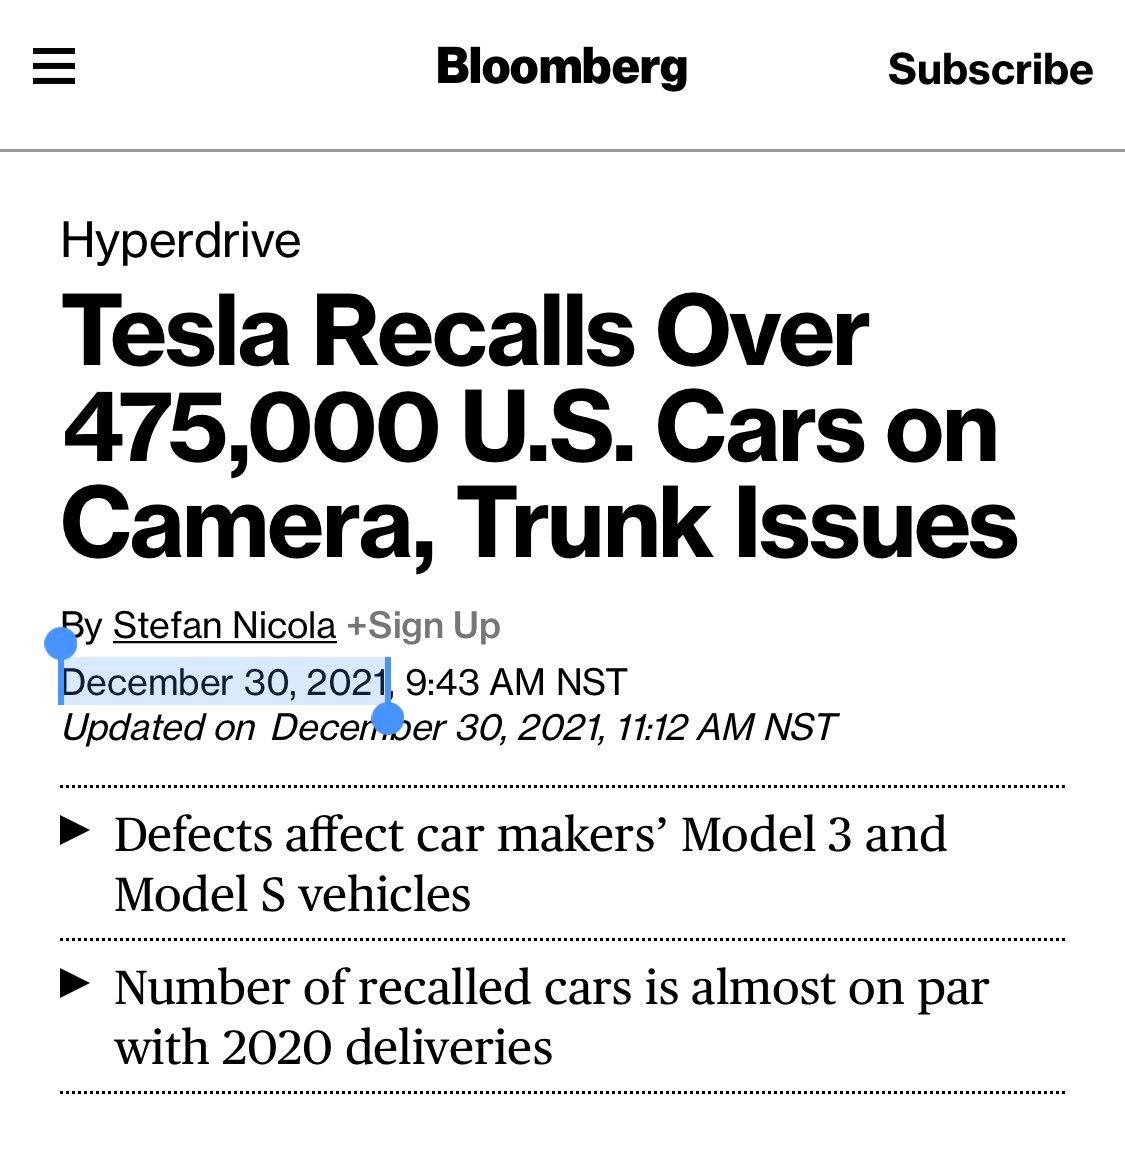 Bloomberg
Subscribe
Hyperdrive
Tesla Recalls Over
475,000 U.S. Cars on
Camera, Trunk Issues
By Stefan Nicola +Sign Up
December 30, 2021, 9:43 AM NST
Updated on December 30, 2021, 11:12 AM NST
Defects affect car makers’ Model 3 and
Model S vehicles
Number of recalled cars is almost on par
with 2020 deliveries